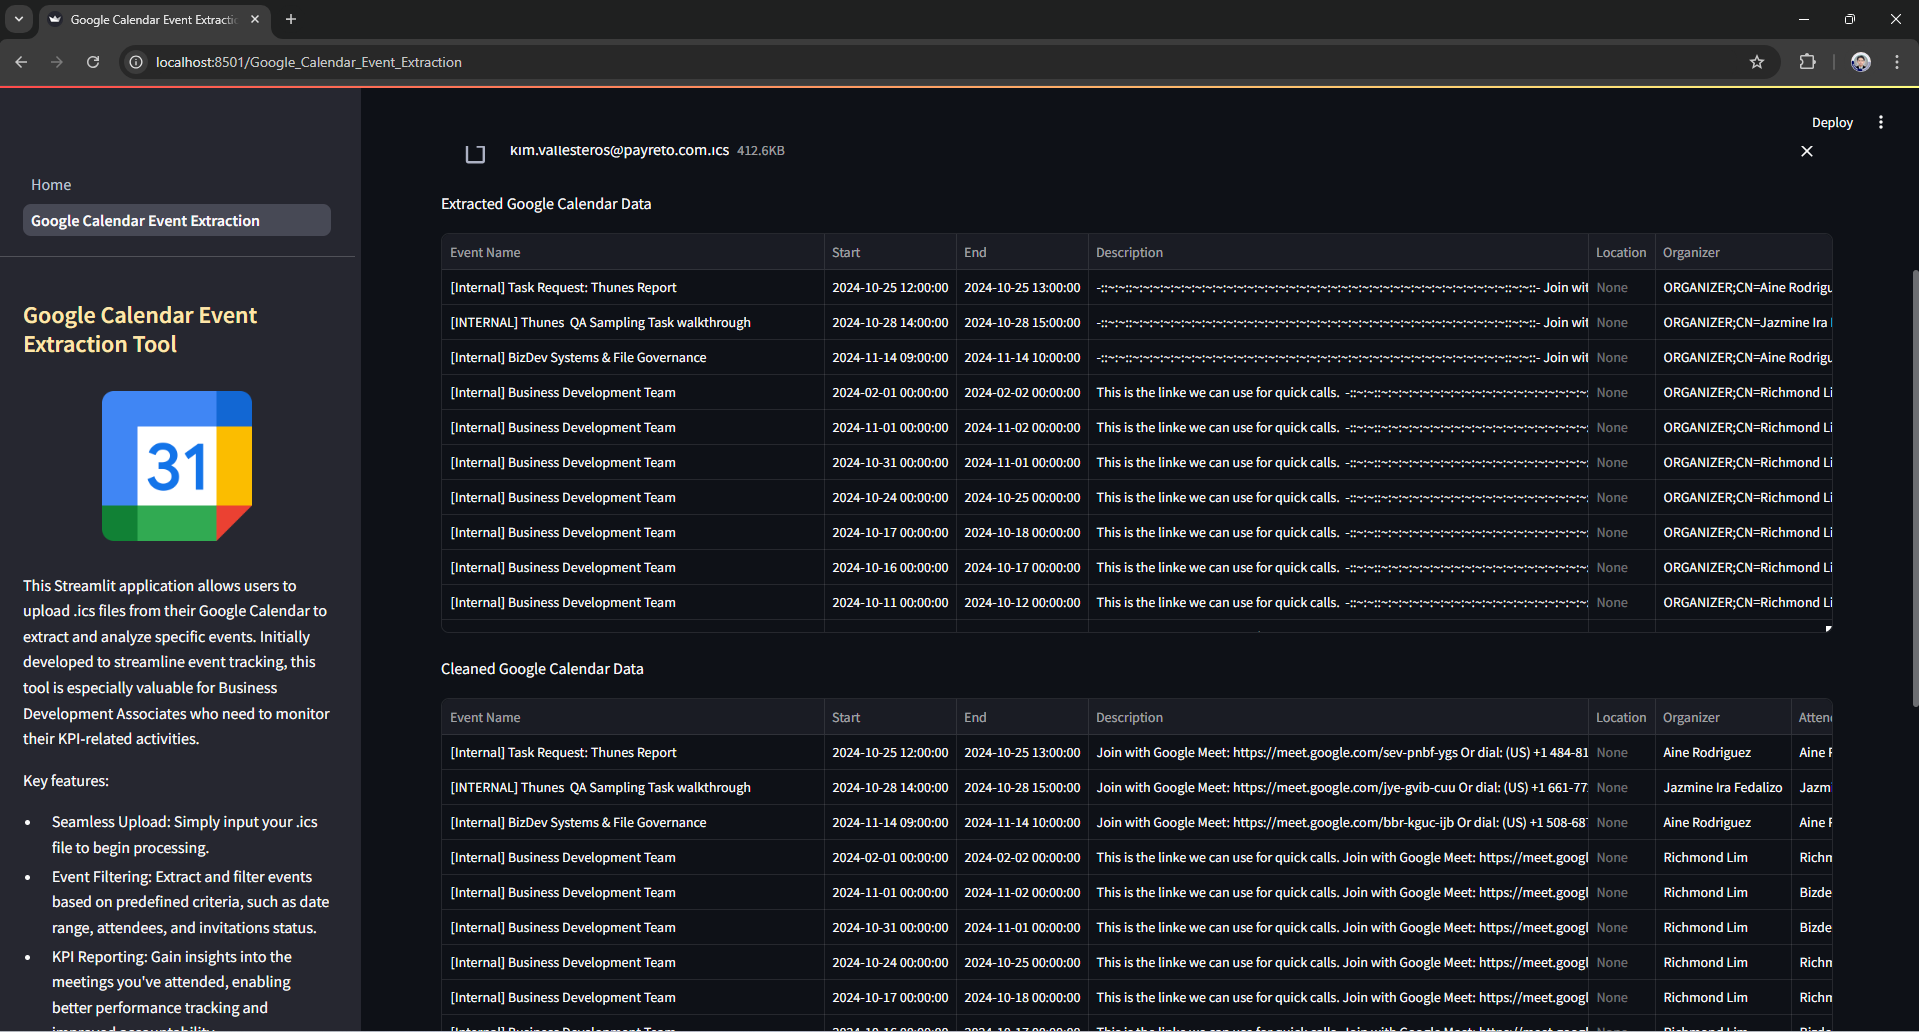 Google Calendar Event Extractio
localhost:8501/Google_Calendar_Event_Extraction
Deploy
Home
Google Calendar Event Extraction
Google Calendar Event
Extraction Tool
31
This Streamlit application allows users to
upload .ics files from their Google Calendar to
extract and analyze specific events. Initially
developed to streamline event tracking, this
tool is especially valuable for Business
Development Associates who need to monitor
their KPI-related activities.
Key features:
• Seamless Upload: Simply input your .ics
file to begin processing.
• Event Filtering: Extract and filter events
based on predefined criteria, such as date
range, attendees, and invitations status.
• KPI Reporting: Gain insights into the
meetings you've attended, enabling
better performance tracking and
improved accountability.
kim.vallesteros@payreto.com.ics 412.6KB
Extracted Google Calendar Data
Event Name Start End Description Location Organizer
[Internal] Task Request: Thunes Report 2024-10-25 12:00:00 2024-10-25 13:00:00 Join wit None ORGANIZER;CN=Aine Rodrigu
[INTERNAL] Thunes QA Sampling Task walkthrough 2024-10-28 14:00:00 2024-10-28 15:00:00 Join wit None ORGANIZER;CN=Jazmine Ira
[Internal] BizDev Systems & File Governance 2024-11-14 09:00:00 2024-11-14 10:00:00 Join wit None ORGANIZER;CN=Aine Rodrigu
[Internal] Business Development Team 2024-02-01 00:00:00 2024-02-02 00:00:00 This is the linke we can use for quick calls. None ORGANIZER;CN=Richmond Li
[Internal] Business Development Team 2024-11-01 00:00:00 2024-11-02 00:00:00 This is the linke we can use for quick calls. None ORGANIZER;CN=Richmond Li
[Internal] Business Development Team 2024-10-31 00:00:00 2024-11-01 00:00:00 This is the linke we can use for quick calls. None ORGANIZER;CN=Richmond Li
[Internal] Business Development Team 2024-10-24 00:00:00 2024-10-25 00:00:00 This is the linke we can use for quick calls. None ORGANIZER;CN=Richmond Li
[Internal] Business Development Team 2024-10-17 00:00:00 2024-10-18 00:00:00 This is the linke we can use for quick calls. None ORGANIZER;CN=Richmond Li
[Internal] Business Development Team 2024-10-16 00:00:00 2024-10-17 00:00:00 This is the linke we can use for quick calls. None ORGANIZER;CN=Richmond Li
[Internal] Business Development Team 2024-10-11 00:00:00 2024-10-12 00:00:00 This is the linke we can use for quick calls. None ORGANIZER;CN=Richmond Li
Cleaned Google Calendar Data
Event Name Start End Description Location Organizer Atten
[Internal] Task Request: Thunes Report 2024-10-25 12:00:00 2024-10-25 13:00:00 Join with Google Meet: https://meet.google.com/sev-pnbf-ygs Or dial: (US) +1 484-81 None Aine Rodriguez Aine R
[INTERNAL] Thunes QA Sampling Task walkthrough 2024-10-28 14:00:00 2024-10-28 15:00:00 Join with Google Meet: https://meet.google.com/jye-gvib-cuu Or dial: (US) +1 661-77 None Jazmine Ira Fedalizo Jazm
[Internal] BizDev Systems & File Governance 2024-11-14 09:00:00 2024-11-14 10:00:00 Join with Google Meet: https://meet.google.com/bbr-kguc-ijb Or dial: (US) +1 508-687 None Aine Rodriguez Aine R
[Internal] Business Development Team 2024-02-01 00:00:00 2024-02-02 00:00:00 This is the linke we can use for quick calls. Join with Google Meet: https://meet.googl None Richmond Lim Richm
[Internal] Business Development Team 2024-11-01 00:00:00 2024-11-02 00:00:00 This is the linke we can use for quick calls. Join with Google Meet: https://meet.googl None Richmond Lim Bizde
[Internal] Business Development Team 2024-10-31 00:00:00 2024-11-01 00:00:00 This is the linke we can use for quick calls. Join with Google Meet: https://meet.googl None Richmond Lim Bizde
[Internal] Business Development Team 2024-10-24 00:00:00 2024-10-25 00:00:00 This is the linke we can use for quick calls. Join with Google Meet: https://meet.googl None Richmond Lim Richm
[Internal] Business Development Team 2024-10-17 00:00:00 2024-10-18 00:00:00 This is the linke we can use for quick calls. Join with Google Meet: https://meet.googl None Richmond Lim Richm